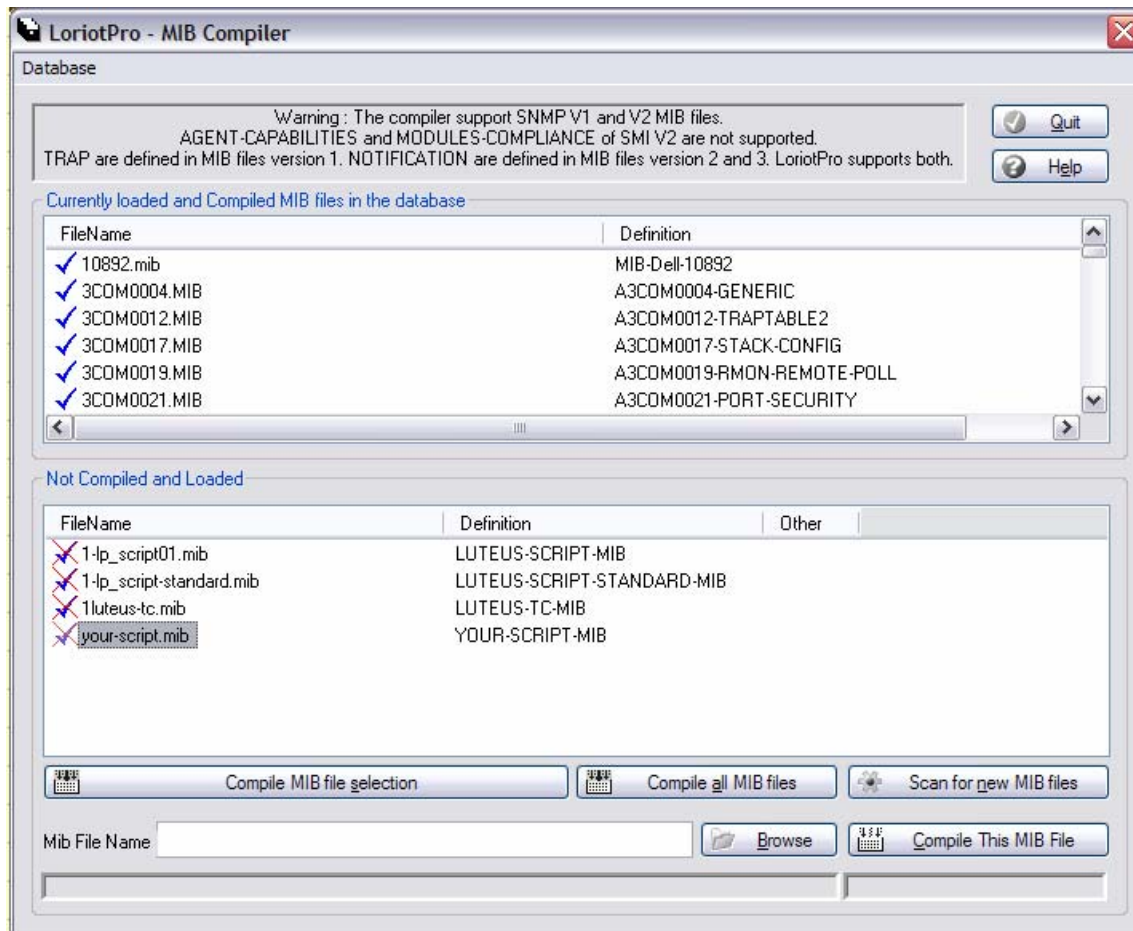 LoriotPro - MIB Compiler
Database
Warning : The compiler support SNMP V1 and V2 MIB files.
AGENT-CAPABILITIES and MODULES-COMPLIANCE of SMI V2 are not supported.
TRAP are defined in MIB files version 1. NOTIFICATION are defined in MIB files version 2 and 3. LoriotPro supports both.
Quit
Help
Currently loaded and Compiled MIB files in the database
FileName Definition
10892.mib MIB-Dell-10892
3COM0004.MIB A3COM0004-GENERIC
3COM0012.MIB A3COM0012-TRAPTABLE2
3COM0017.MIB A3COM0017-STACK-CONFIG
3COM0019.MIB A3COM0019-RMON-REMOTE-POLL
3COM0021.MIB A3COM0021-PORT-SECURITY
Not Compiled and Loaded
FileName Definition Other
1-lp_script01.mib LUTEUS-SCRIPT-MIB
1-lp_script-standard.mib LUTEUS-SCRIPT-STANDARD-MIB
1luteus-tc.mib LUTEUS-TC-MIB
your-script.mib YOUR-SCRIPT-MIB
Compile MIB file selection Compile all MIB files Scan for new MIB files
Mib File Name Browse Compile This MIB File